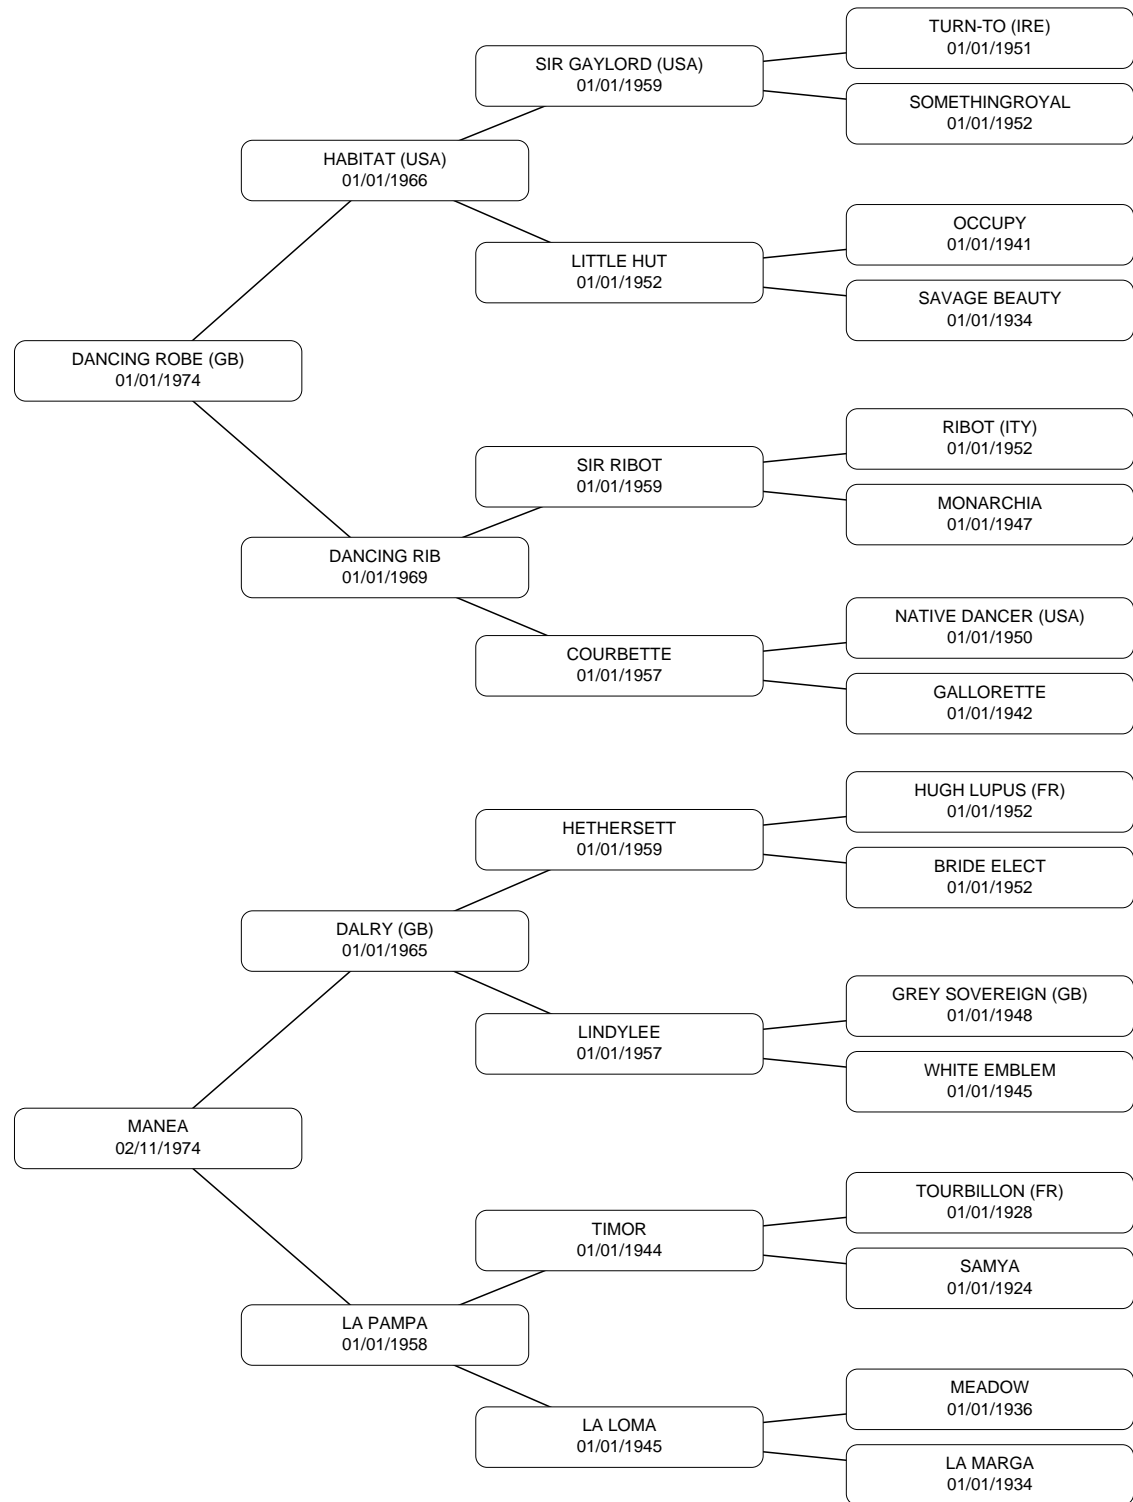 TURN-TO (IRE)
01/01/1951
SIR GAYLORD (USA)
01/01/1959
SOMETHINGROYAL
01/01/1952
HABITAT (USA)
01/01/1966
OCCUPY
01/01/1941
LITTLE HUT
01/01/1952
SAVAGE BEAUTY
01/01/1934
DANCING ROBE (GB)
01/01/1974
RIBOT (ITY)
01/01/1952
SIR RIBOT
01/01/1959
MONARCHIA
01/01/1947
DANCING RIB
01/01/1969
NATIVE DANCER (USA)
01/01/1950
COURBETTE
01/01/1957
GALLORETTE
01/01/1942
HUGH LUPUS (FR)
01/01/1952
HETHERSETT
01/01/1959
BRIDE ELECT
01/01/1952
DALRY (GB)
01/01/1965
GREY SOVEREIGN (GB)
01/01/1948
LINDYLEE
01/01/1957
WHITE EMBLEM
01/01/1945
MANEA
02/11/1974
TOURBILLON (FR)
01/01/1928
TIMOR
01/01/1944
SAMYA
01/01/1924
LA PAMPA
01/01/1958
MEADOW
01/01/1936
LA LOMA
01/01/1945
LA MARGA
01/01/1934